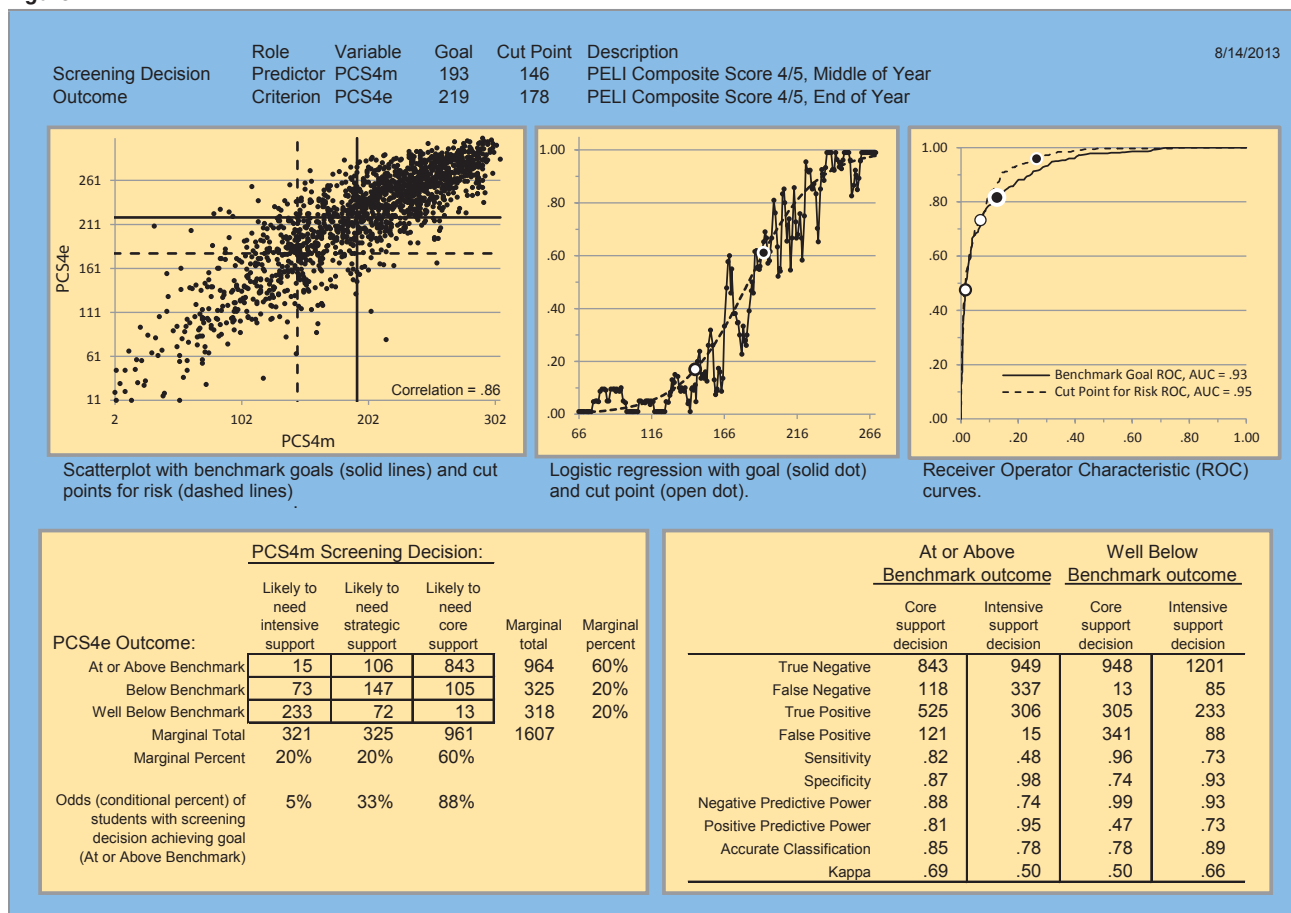 Role Variable Goal Cut Point Description 8/14/2013
Screening Decision Predictor PCS4m 193 146 PELI Composite Score 4/5, Middle of Year
Outcome Criterion PCS4e 219 178 PELI Composite Score 4/5, End of Year
PCS4e
261
211
161
111
61
11
2 102 202 302
PCS4m
Correlation = .86
Scatterplot with benchmark goals (solid lines) and cut
points for risk (dashed lines)
.
1.00
.80
.60
.40
.20
.00
66 116 166 216 266
Logistic regression with goal (solid dot)
and cut point (open dot).
1.00
.80
.60
.40
.20
.00
Benchmark Goal ROC, AUC = .93
Cut Point for Risk ROC, AUC = .95
.00 .20 .40 .60 .80 1.00
Receiver Operator Characteristic (ROC)
curves.
PCS4m Screening Decision:
Likely to Likely to Likely to
need need need
intensive strategic core Marginal Marginal
PCS4e Outcome: support support support total percent
At or Above Benchmark 15 106 843 964 60%
Below Benchmark 73 147 105 325 20%
Well Below Benchmark 233 72 13 318 20%
Marginal Total 321 325 961 1607
Marginal Percent 20% 20% 60%
Odds (conditional percent) of 5% 33% 88%
students with screening
decision achieving goal
(At or Above Benchmark)
At or Above Well Below
Benchmark outcome Benchmark outcome
Core Intensive Core Intensive
support support support support
decision decision decision decision
True Negative 843 949 948 1201
False Negative 118 337 13 85
True Positive 525 306 305 233
False Positive 121 15 341 88
Sensitivity .82 .48 .96 .73
Specificity .87 .98 .74 .93
Negative Predictive Power .88 .74 .99 .93
Positive Predictive Power .81 .95 .47 .73
Accurate Classification .85 .78 .78 .89
Kappa .69 .50 .50 .66